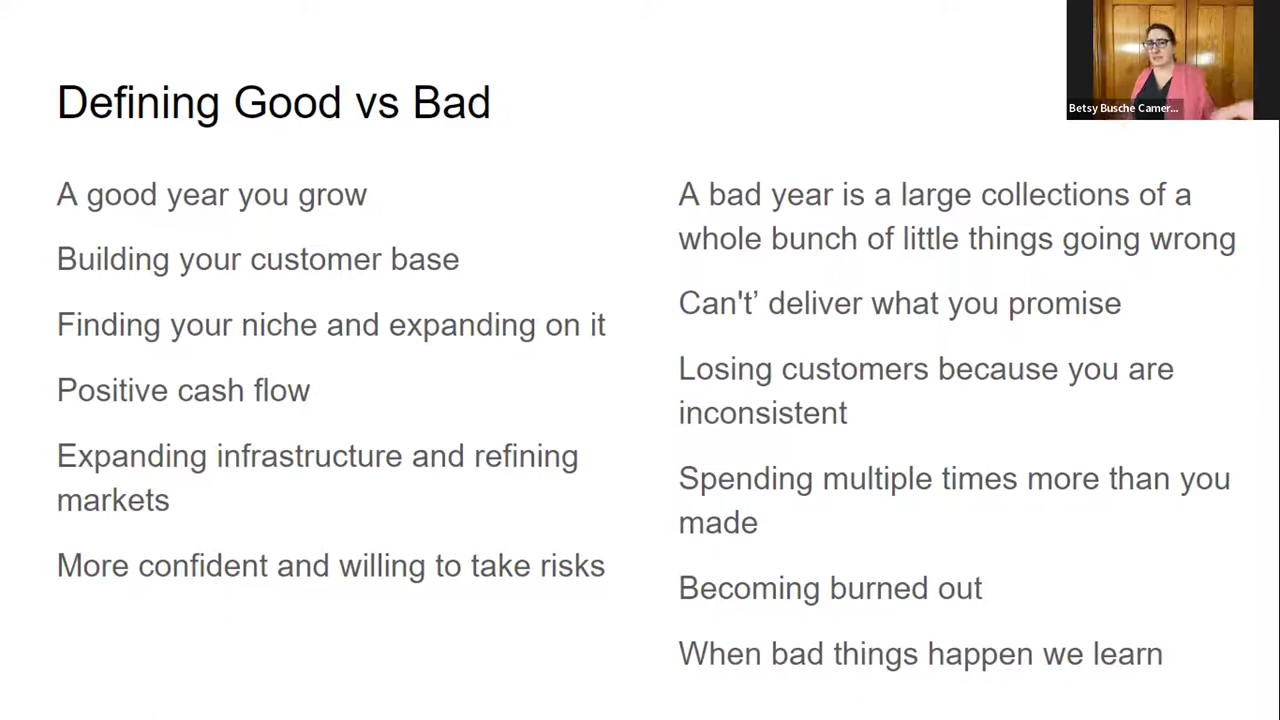 Defining Good vs Bad
A good year you grow
Building your customer base
Finding your niche and expanding on it
Positive cash flow
Expanding infrastructure and refining
markets
More confident and willing to take risks
A bad year is a large collections of a
whole bunch of little things going wrong
Can't’ deliver what you promise
Losing customers because you are
inconsistent
Spending multiple times more than you
made
Becoming burned out
When bad things happen we learn
Betsy Busche Camer...